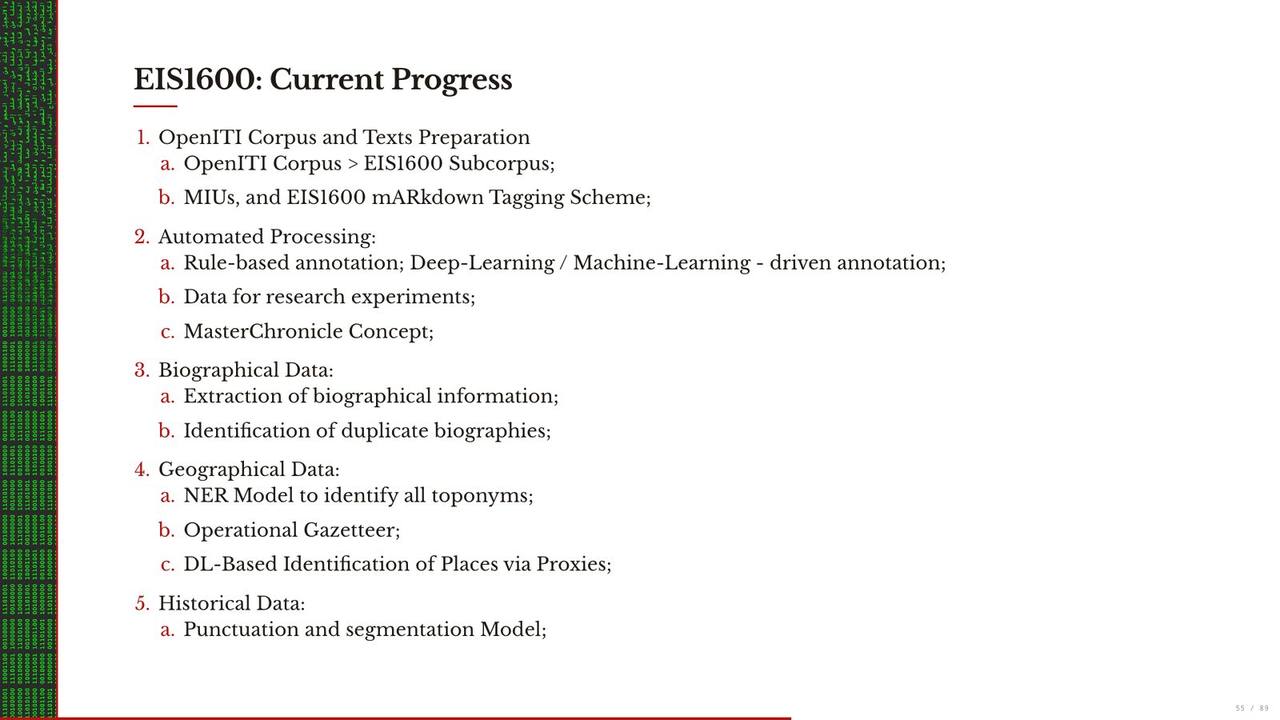 EIS1600: Current Progress
1. OpenITI Corpus and Texts Preparation
a. OpenITI Corpus > EIS1600 Subcorpus;
b. MIUs, and EIS1600 mARkdown Tagging Scheme;
2. Automated Processing:
a. Rule-based annotation; Deep-Learning / Machine-Learning - driven annotation;
b. Data for research experiments;
c. MasterChronicle Concept;
3. Biographical Data:
a. Extraction of biographical information;
b. Identification of duplicate biographies;
4. Geographical Data:
a. NER Model to identify all toponyms;
b. Operational Gazetteer;
c. DL-Based Identification of Places via Proxies;
5. Historical Data:
a. Punctuation and segmentation Model;
55 / 89